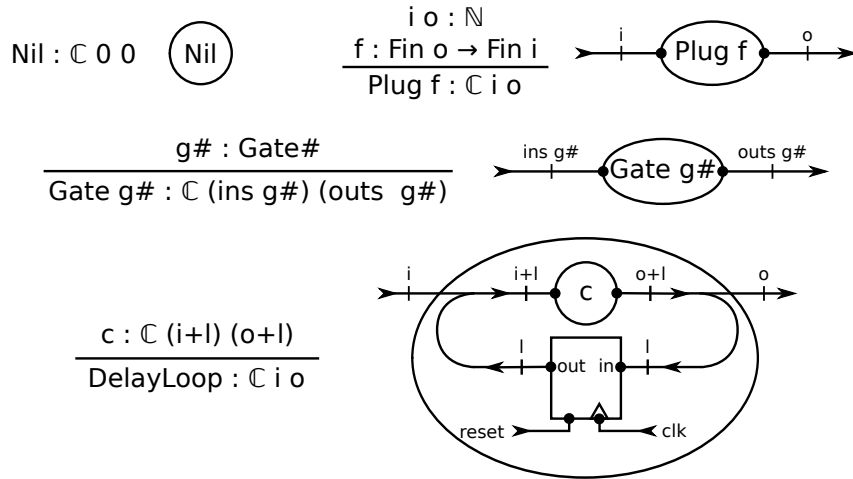 Nil : ℂ 0 0
Nil
i o : ℕ
f : Fin o → Fin i
Plug f : ℂ i o
i
Plug f
o
g# : Gate#
Gate g# : ℂ (ins g#) (outs g#)
ins g#
Gate g#
outs g#
c : ℂ (i+l) (o+l)
DelayLoop : ℂ i o
i
i+l
c
o+l
o
l
out
in
l
reset
clk